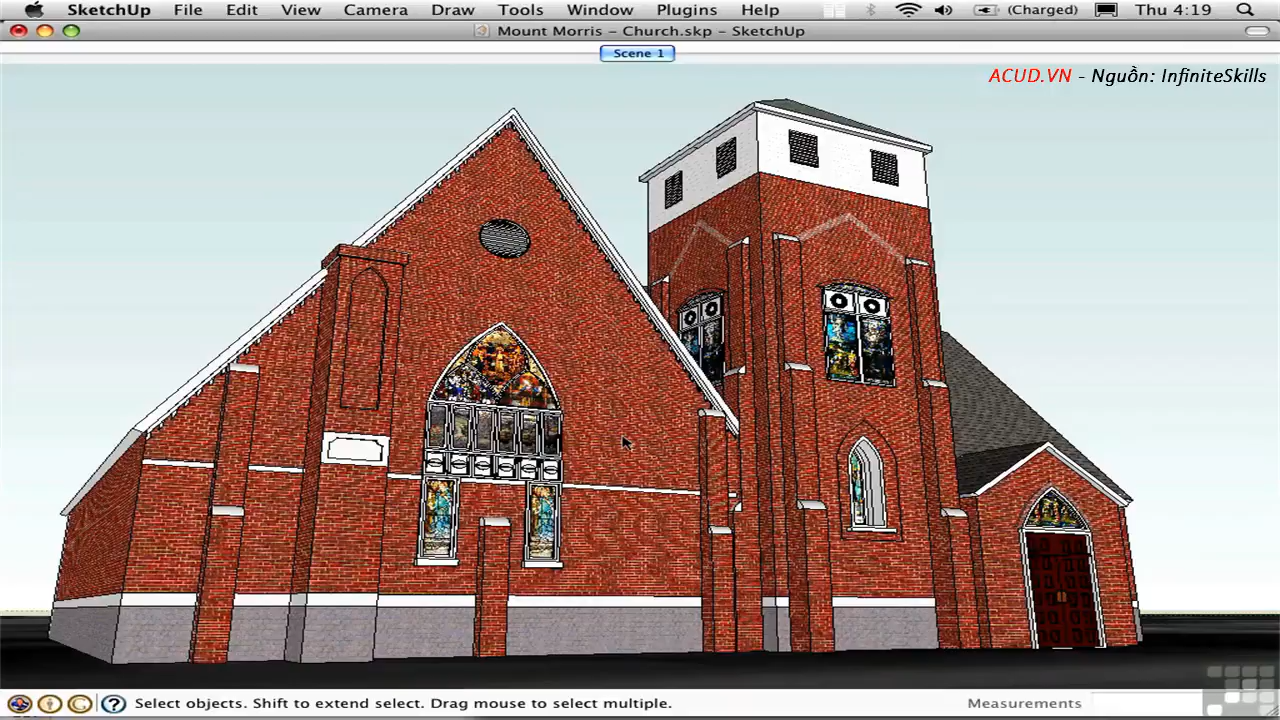 SketchUp File Edit View Camera Draw Tools Window Plugins Help (Charged) Thu 4:19
Mount Morris – Church.skp – SketchUp
Scene 1
ACUD.VN - Nguồn: InfiniteSkills
Select objects. Shift to extend select. Drag mouse to select multiple.
Measurements